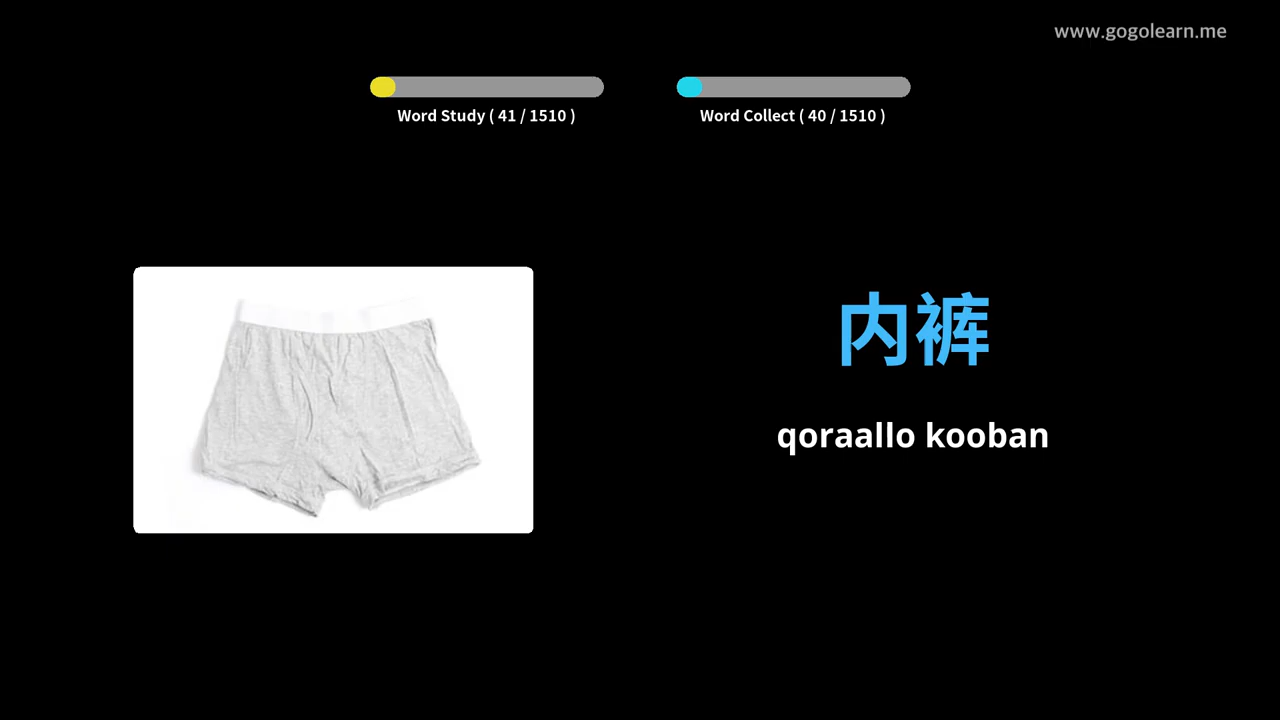 www.gogolearn.me
Word Study ( 41 / 1510 )
Word Collect ( 40 / 1510 )
内裤
qoraallo kooban